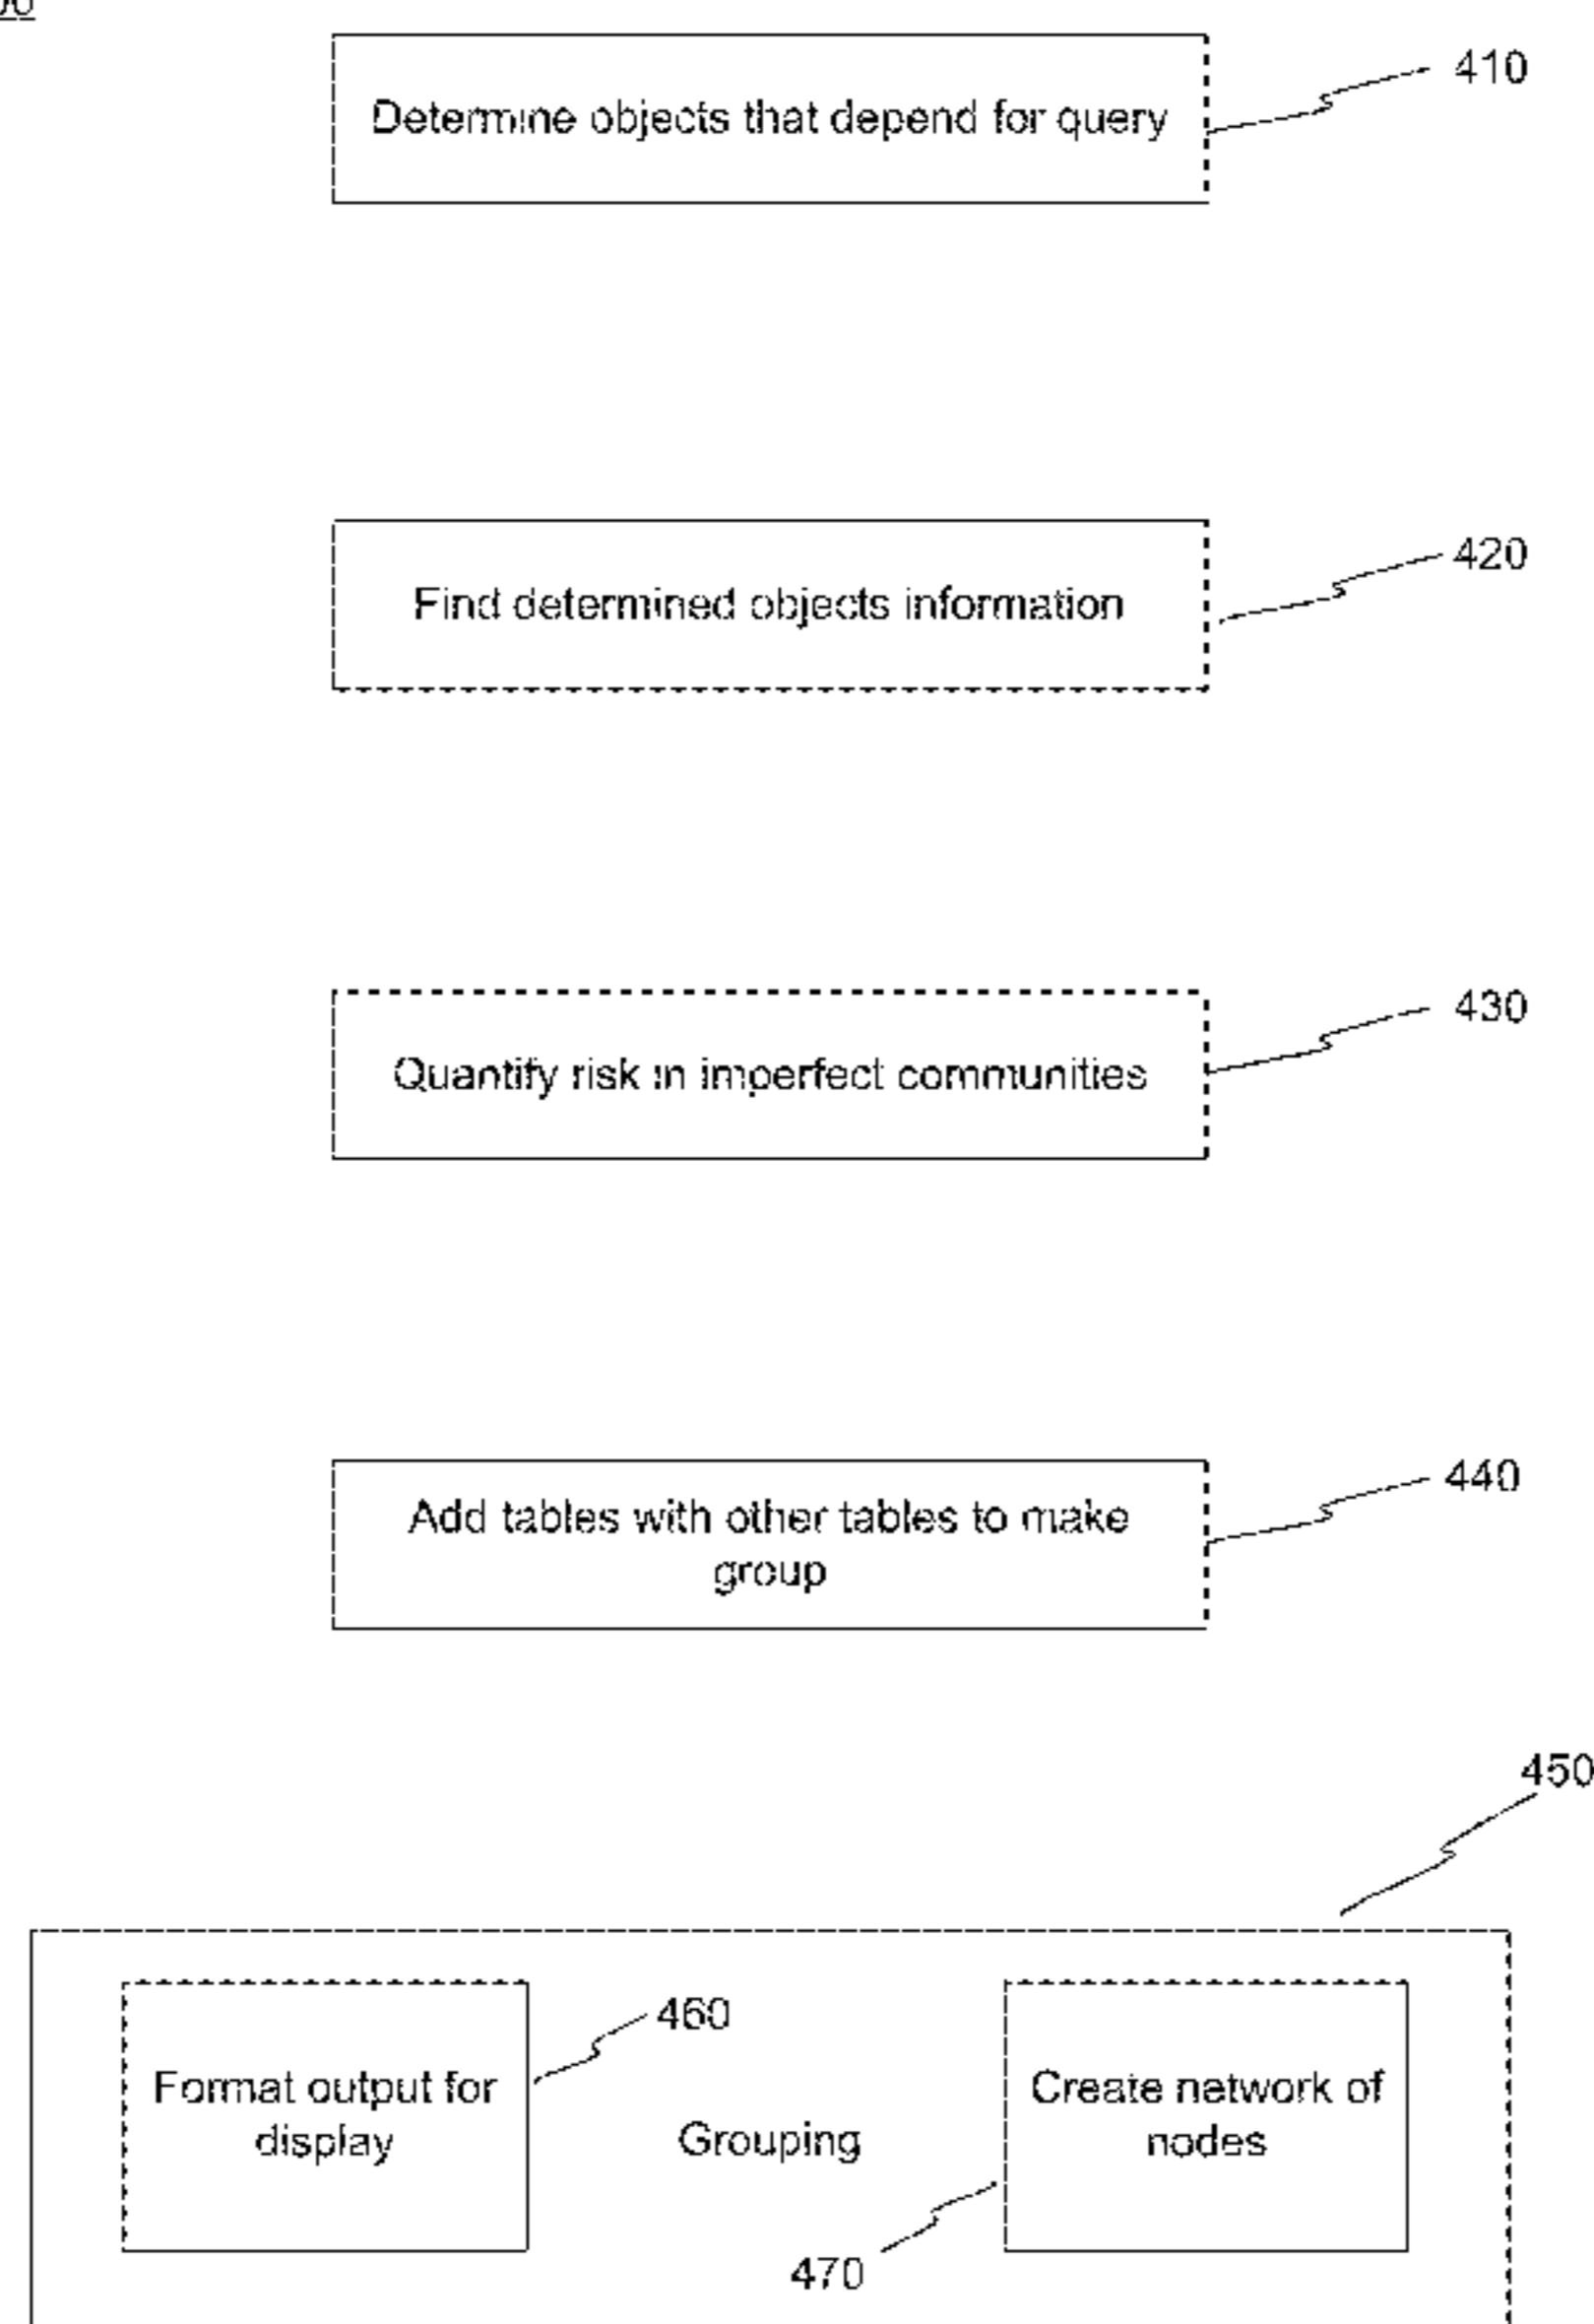 Determine objects that depend for query
410
Find determined objects information
420
Quantify risk in imperfect communities
430
Add tables with other tables to make
group
440
450
Format output for
display
460
Grouping
Create network of
nodes
470